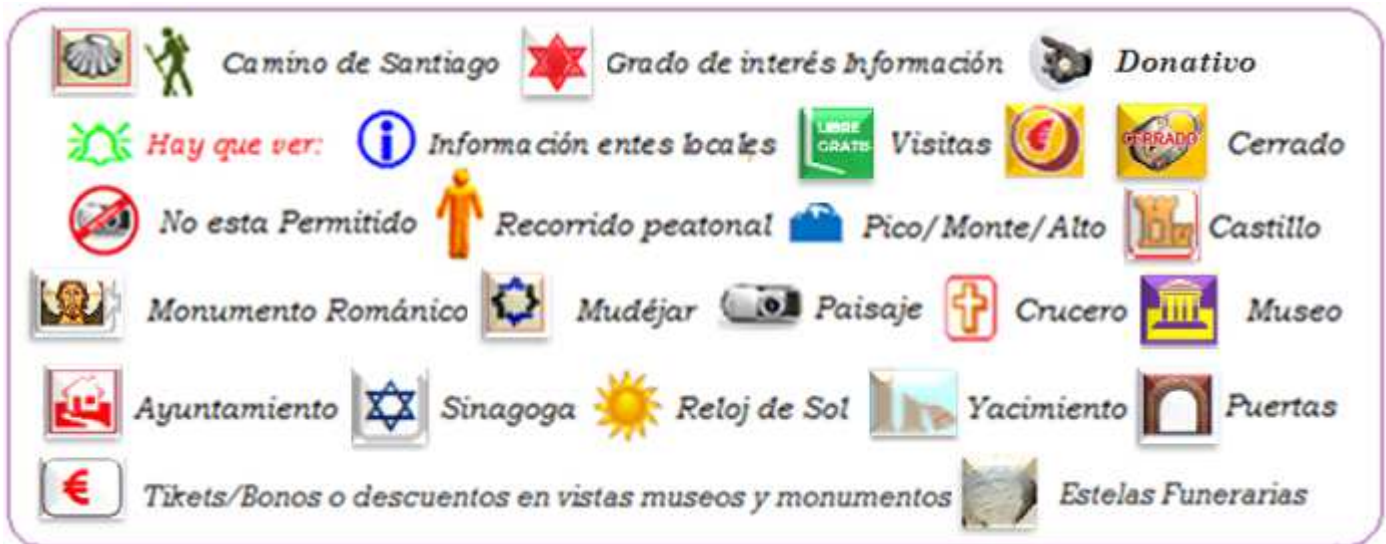 Camino de Santiago Grado de interés Información Donativo
Hay que ver: i Información entes locales LIBRE GRATIS Visitas € CERRADO Cerrado
No esta Permitido Recorrido peatonal Pico/Monte/Alto Castillo
Monumento Románico Mudéjar Paisaje Crucero Museo
Ayuntamiento Sinagoga Reloj de Sol Yacimiento Puertas
€ Tikets/Bonos o descuentos en vistas museos y monumentos Estelas Funerarias